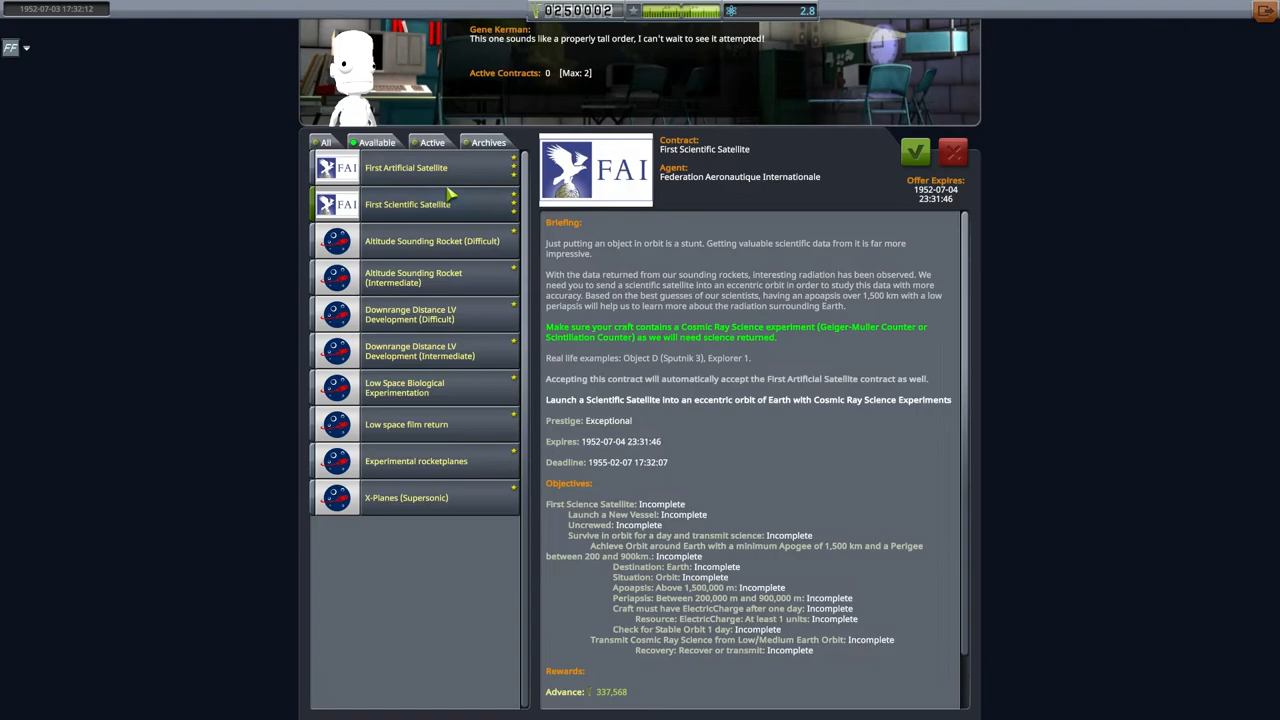 1952-07-03 17:32:12
0250002
2.8
FF
Gene Kerman:
This one sounds like a properly tall order, I can't wait to see it attempted!
Active Contracts: 0 [Max: 2]
All
Available
Active
Archives
FAI
First Artificial Satellite
FAI
First Scientific Satellite
Altitude Sounding Rocket (Difficult)
Altitude Sounding Rocket
(Intermediate)
Downrange Distance LV
Development (Difficult)
Downrange Distance LV
Development (Intermediate)
Low Space Biological
Experimentation
Low space film return
Experimental rocketplanes
X-Planes (Supersonic)
FAI
Contract:
First Scientific Satellite
Agent:
Federation Aeronautique Internationale
Offer Expires:
1952-07-04
23:31:46
Briefing:
Just putting an object in orbit is a stunt. Getting valuable scientific data from it is far more
impressive.
With the data returned from our sounding rockets, interesting radiation has been observed. We
need you to send a scientific satellite into an eccentric orbit in order to study this data with more
accuracy. Based on the best guesses of our scientists, having an apoapsis over 1,500 km with a low
periapsis will help us to learn more about the radiation surrounding Earth.
Make sure your craft contains a Cosmic Ray Science experiment (Geiger-Muller Counter or
Scintillation Counter) as we will need science returned.
Real life examples: Object D (Sputnik 3), Explorer 1.
Accepting this contract will automatically accept the First Artificial Satellite contract as well.
Launch a Scientific Satellite into an eccentric orbit of Earth with Cosmic Ray Science Experiments
Prestige: Exceptional
Expires: 1952-07-04 23:31:46
Deadline: 1955-02-07 17:32:07
Objectives:
First Science Satellite: Incomplete
Launch a New Vessel: Incomplete
Uncrewed: Incomplete
Survive in orbit for a day and transmit science: Incomplete
Achieve Orbit around Earth with a minimum Apogee of 1,500 km and a Perigee
between 200 and 900km.: Incomplete
Destination: Earth: Incomplete
Situation: Orbit: Incomplete
Apoapsis: Above 1,500,000 m: Incomplete
Periapsis: Between 200,000 m and 900,000 m: Incomplete
Craft must have ElectricCharge after one day: Incomplete
Resource: ElectricCharge: At least 1 units: Incomplete
Check for Stable Orbit 1 day: Incomplete
Transmit Cosmic Ray Science from Low/Medium Earth Orbit: Incomplete
Recovery: Recover or transmit: Incomplete
Rewards:
Advance: 337,568